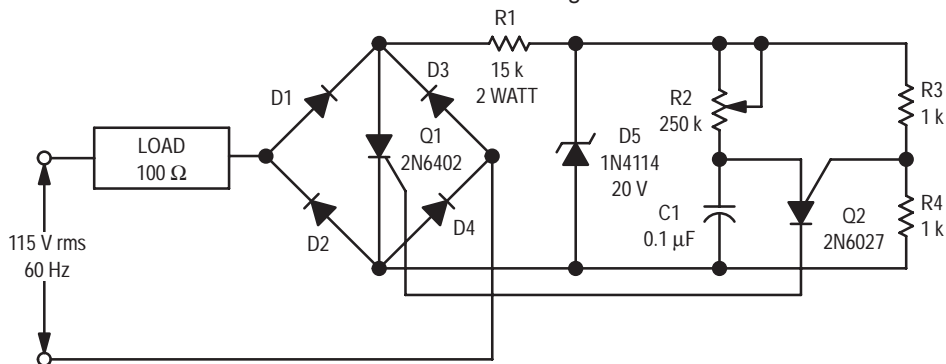 R1
15 k
2 WATT
D1
D3
Q1
2N6402
D2
D4
LOAD
100 Ω
115 V rms
60 Hz
D5
1N4114
20 V
R2
250 k
C1
0.1 µF
R3
1 k
R4
1 k
Q2
2N6027